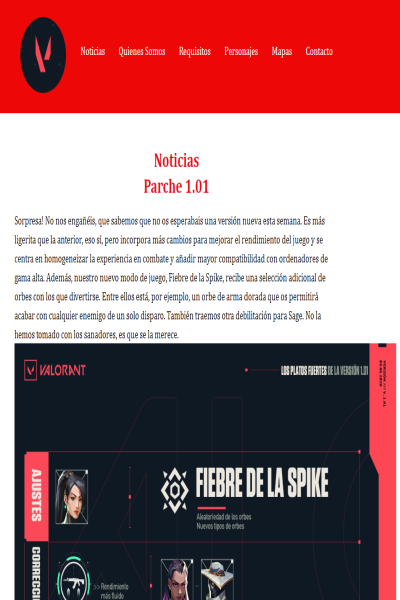 Noticias Quienes Somos Requisitos Personajes Mapas Contacto
Noticias
Parche 1.01
Sorpresa! No nos engañéis, que sabemos que no os esperabais una versión nueva esta semana. Es más
ligerita que la anterior, eso sí, pero incorpora más cambios para mejorar el rendimiento del juego y se
centra en homogeneizar la experiencia en combate y añadir mayor compatibilidad con ordenadores de
gama alta. Además, nuestro nuevo modo de juego, Fiebre de la Spike, recibe una selección adicional de
orbes con los que divertirse. Entre ellos está, por ejemplo, un orbe de arma dorada que os permitirá
acabar con cualquier enemigo de un solo disparo. También traemos otra debilitación para Sage. No la
hemos tomado con los sanadores, es que se la merece.
VALORANT
LOS PLATOS FUERTES DE LA VERSIÓN 1.01
AJUSTES
FIEBRE DE LA SPIKE
Aleatoriedad de los orbes
Nuevos tipos de orbes
CORRECCI
>> Rendimiento
más fluido